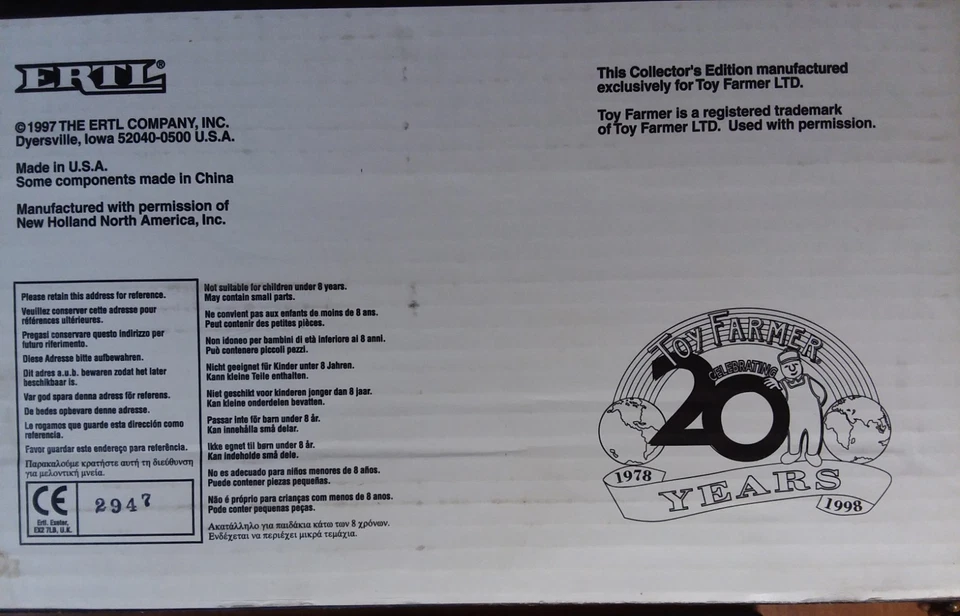 ERTL®
© 1997 THE ERTL COMPANY, INC.
Dyersville, Iowa 52040-0500 U.S.A.
Made in U.S.A.
Some components made in China
Manufactured with permission of
New Holland North America, Inc.
This Collector's Edition manufactured
exclusively for Toy Farmer LTD.
Toy Farmer is a registered trademark
of Toy Farmer LTD. Used with permission.
Please retain this address for reference.
Veuillez conserver cette adresse pour
références ultérieures.
Pregasi conservare questo indirizzo per
futuro riferimento.
Diese Adresse bitte aufbewahren.
Dit adres a.u.b. bewaren zodat het later
beschikbaar is.
Var god spara denna adress för referens.
De bedes opbevare denne adresse.
Le rogamos que guarde esta dirección como
referencia.
Favor guardar este endereço para referência.
Παρακαλούμε κρατήστε αυτή τη διεύθυνση
για μελοντική μνεία.
CE
2947
Ertl. Exeter,
EX2 7LB, U.K.
Not suitable for children under 8 years.
May contain small parts.
Ne convient pas aux enfants de moins de 8 ans.
Peut contenir des petites pièces.
Non idoneo per bambini di età inferiore ai 8 anni.
Può contenere piccoli pezzi.
Nicht geeignet für Kinder unter 8 Jahren.
Kann kleine Teile enthalten.
Niet geschikt voor kinderen jonger dan 8 jaar.
Kan kleine onderdelen bevatten.
Passar inte för barn under 8 år.
Kan innehålla små delar.
Ikke egnet til børn under 8 år.
Kan indeholde små dele.
No es adecuado para niños menores de 8 años.
Puede contener piezas pequeñas.
Não é próprio para crianças com menos de 8 anos.
Pode conter pequenas peças.
Ακατάλληλο για παιδάκια κάτω των 8 χρόνων.
Ενδέχεται να περιέχει μικρά τεμάχια.
TOY FARMER
CELEBRATING
20
1978
YEARS
1998